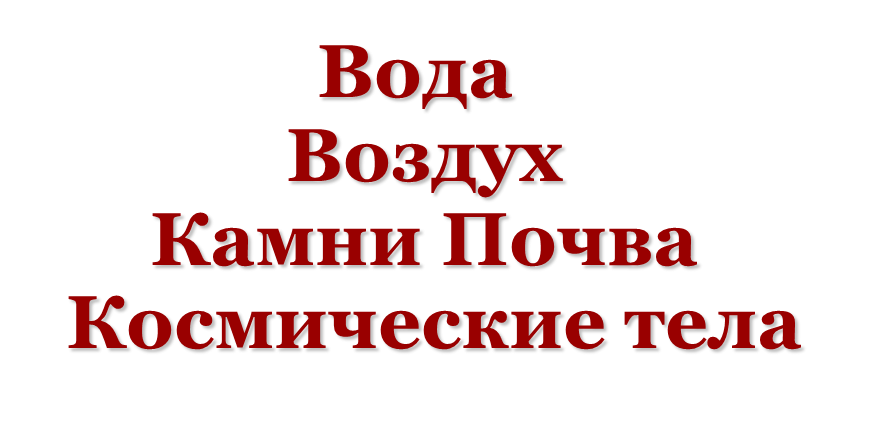 Вода
Воздух
Камни Почва
Космические тела